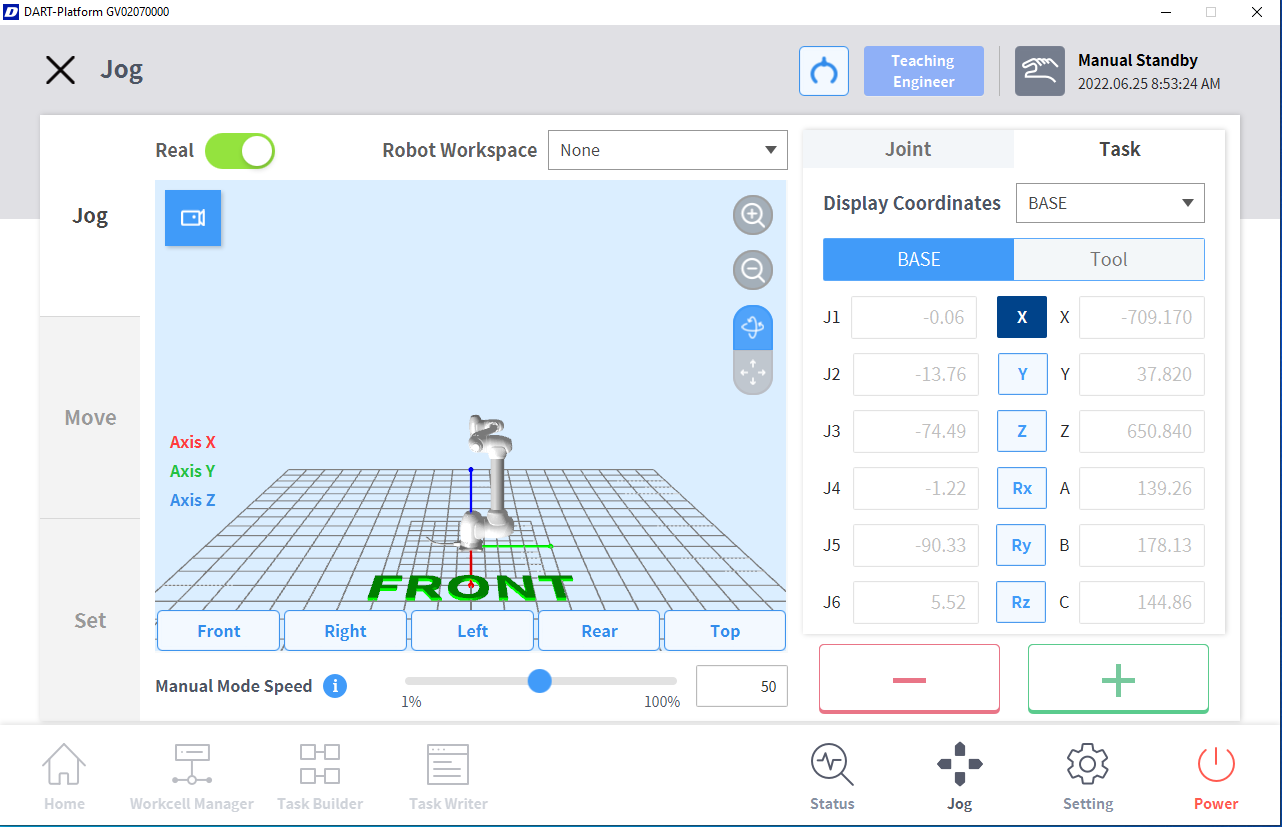 DART-Platform GV02070000
Jog
Teaching
Engineer
Manual Standby
2022.06.25 8:53:24 AM
Jog
Move
Set
Real
Robot Workspace
None
Axis X
Axis Y
Axis Z
FRONT
Front
Right
Left
Rear
Top
Manual Mode Speed
i
1%
100%
50
Joint
Task
Display Coordinates
BASE
BASE
Tool
J1 -0.06 X X -709.170
J2 -13.76 Y Y 37.820
J3 -74.49 Z Z 650.840
J4 -1.22 Rx A 139.26
J5 -90.33 Ry B 178.13
J6 5.52 Rz C 144.86
Home
Workcell Manager
Task Builder
Task Writer
Status
Jog
Setting
Power